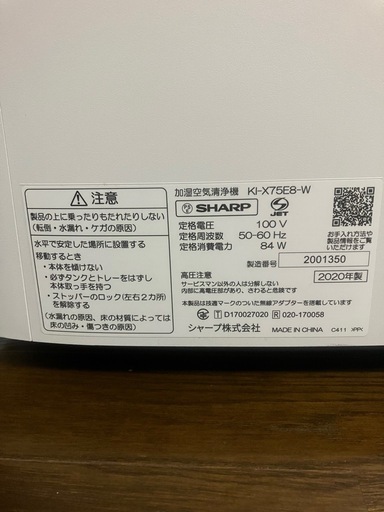 ⚠ 注意
製品の上に乗ったりもたれたりしない
(転倒・水漏れ・ケガの原因)
水平で安定した場所に設置する
移動するとき
・本体を傾けない
・必ずタンクとトレーをはずし
本体取っ手を持つ
・ストッパーのロック(左右2カ所)
を解除する
(水漏れの原因、床の材質によっては
床の凹み・傷つきの原因)
加湿空気清浄機 KI-X75E8-W
SHARP JET
定格電圧 100 V
定格周波数 50-60 Hz
定格消費電力 84 W
製造番号 2001350
高圧注意 2020年製
サービスマン以外の人は分解しない
内部に高電圧部があり、さわると危険です
本製品は技適マークのついた無線アダプターを搭載しています。
シャープ株式会社 MADE IN CHINA C411
T D170027020 R 020-170058
お手入れ方法や
製品情報をご覧
いただけます